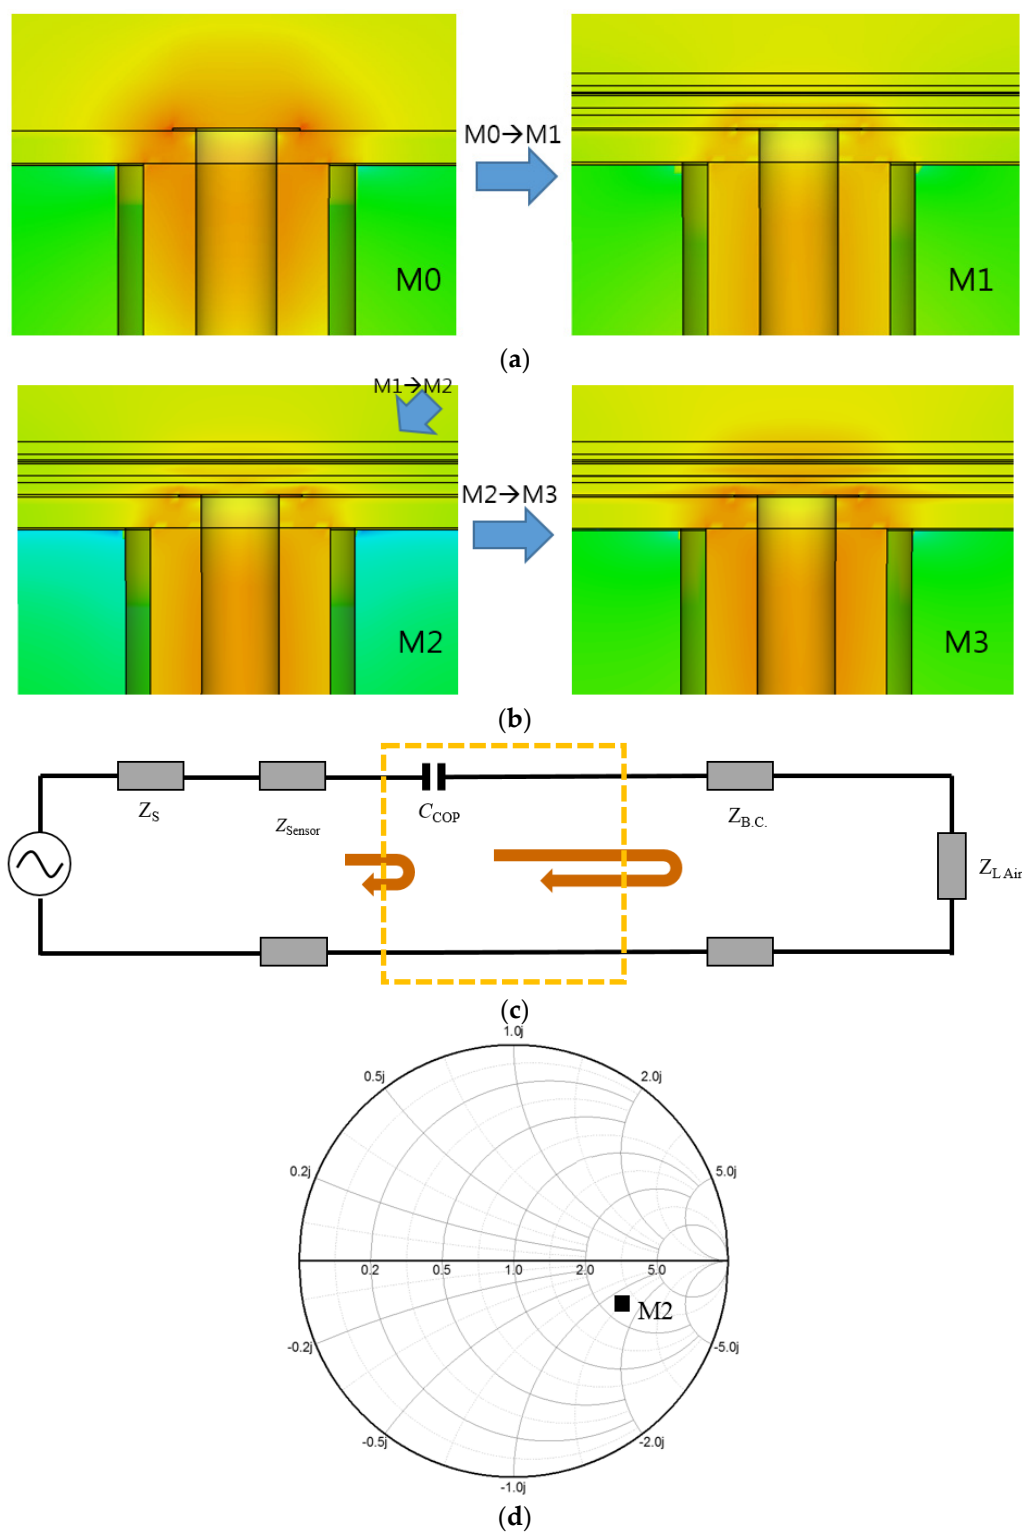 M0→M1
M0
M1
(a)
M1→M2
M2→M3
M2
M3
(b)
Z_S
Z_Sensor
C_COP
Z_B.C.
Z_L Air
(c)
1.0j
0.5j
2.0j
0.2j
5.0j
0.2
0.5
1.0
2.0
5.0
M2
-0.2j
-5.0j
-0.5j
-2.0j
-1.0j
(d)